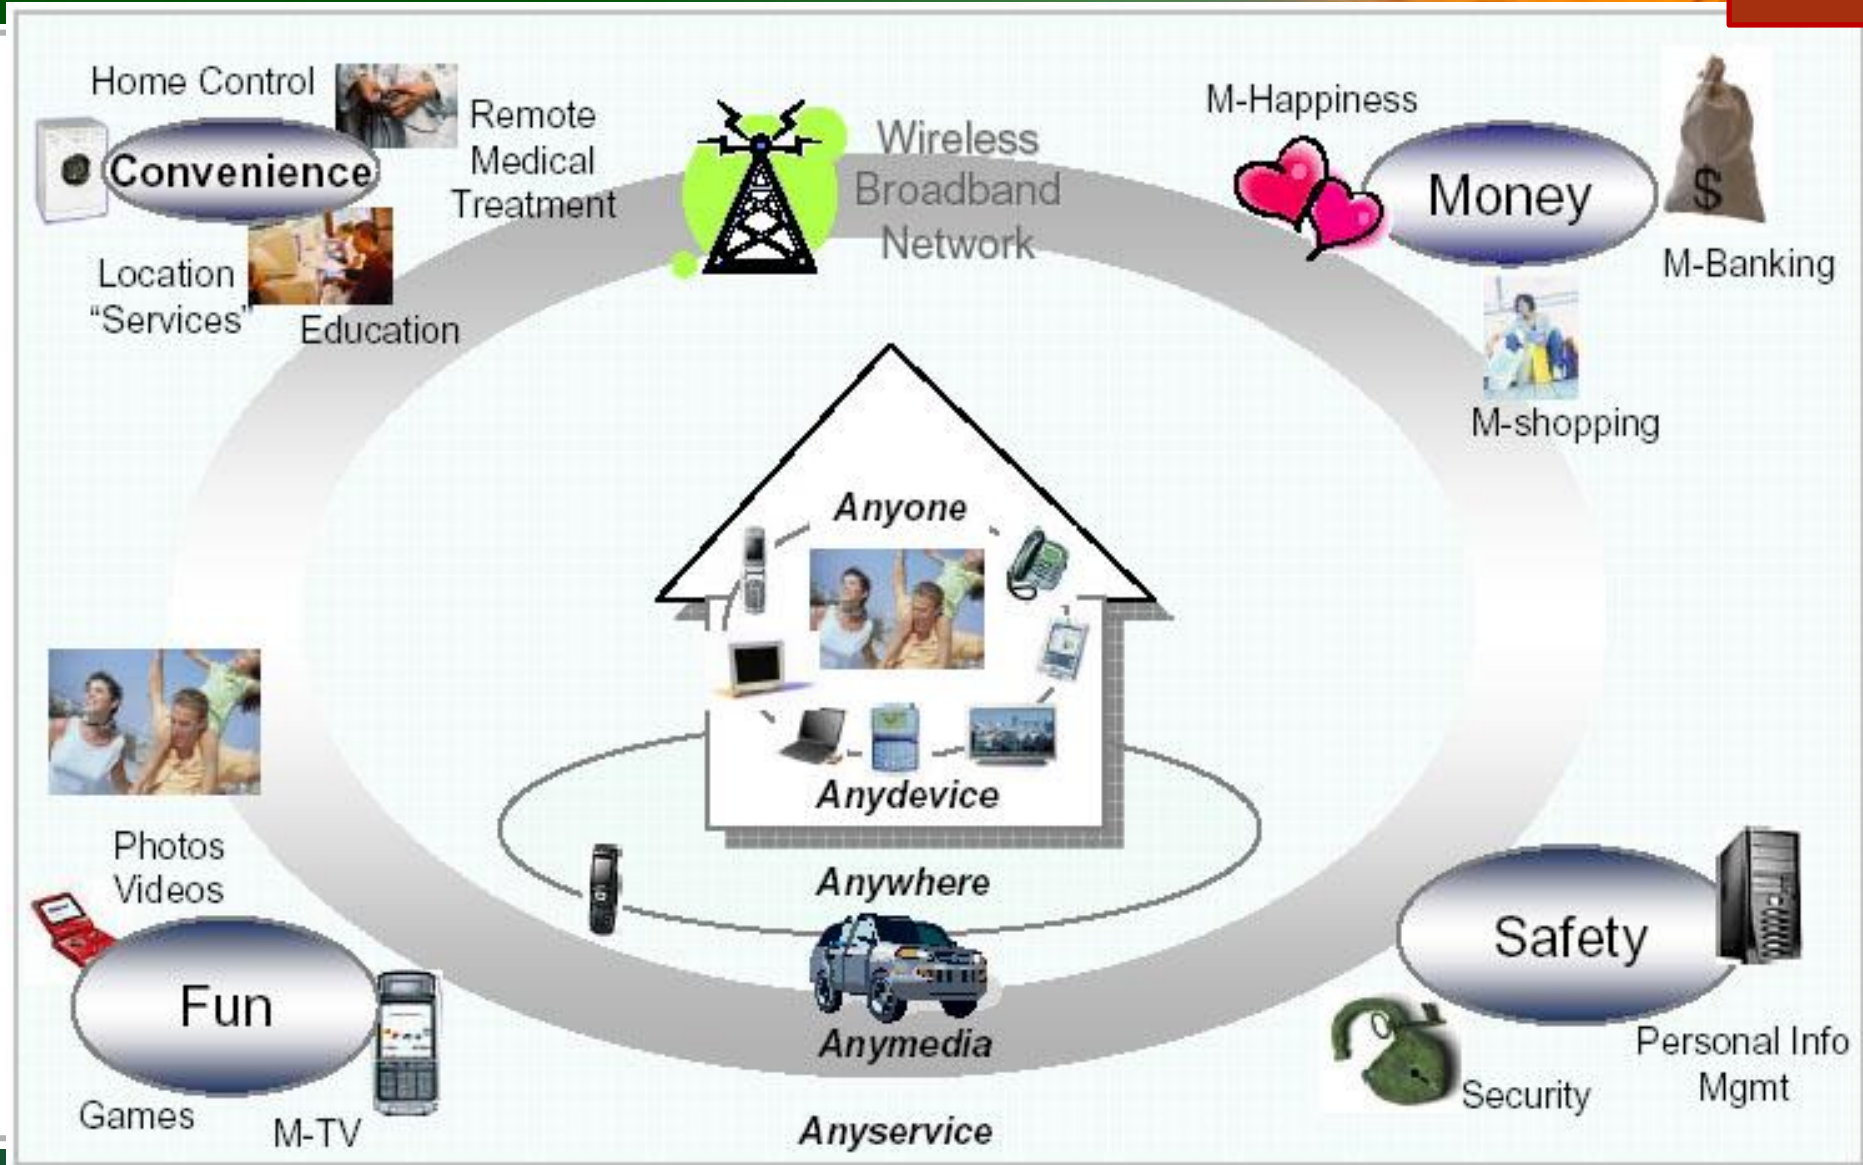 Home Control
Convenience
Remote
Medical
Treatment
Location
“Services”
Education
Wireless
Broadband
Network
M-Happiness
Money
$
M-Banking
M-shopping
Anyone
Anydevice
Anywhere
Anymedia
Anyservice
Photos
Videos
Fun
Games
M-TV
Safety
Security
Personal Info
Mgmt